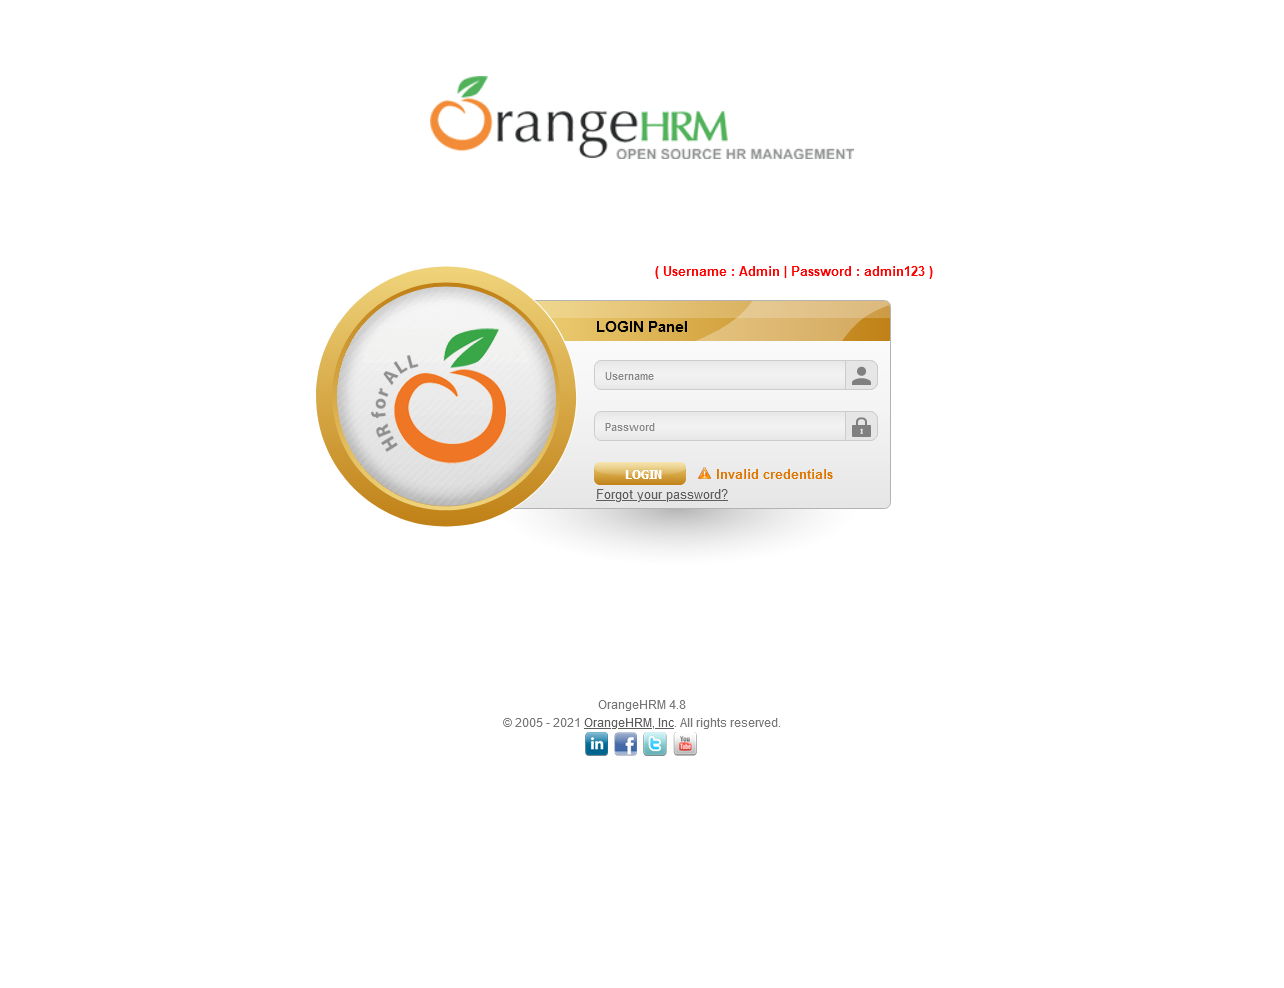 OrangeHRM
OPEN SOURCE HR MANAGEMENT
( Username : Admin | Password : admin123 )
LOGIN Panel
HR for ALL
Username
Password
LOGIN
Invalid credentials
Forgot your password?
OrangeHRM 4.8
© 2005 - 2021 OrangeHRM, Inc. All rights reserved.
in f t You Tube